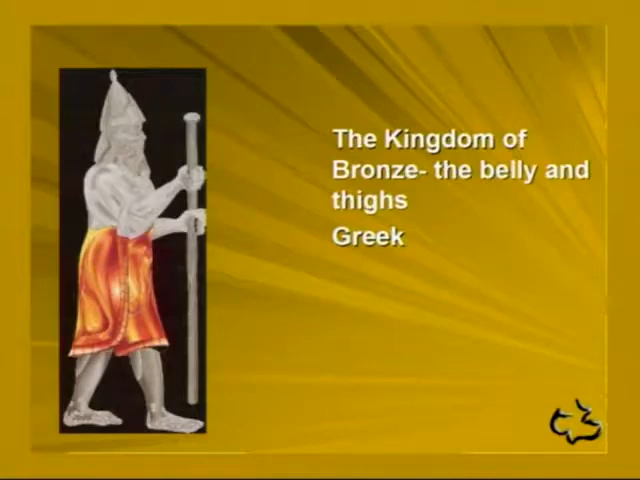 The Kingdom of
Bronze- the belly and
thighs
Greek